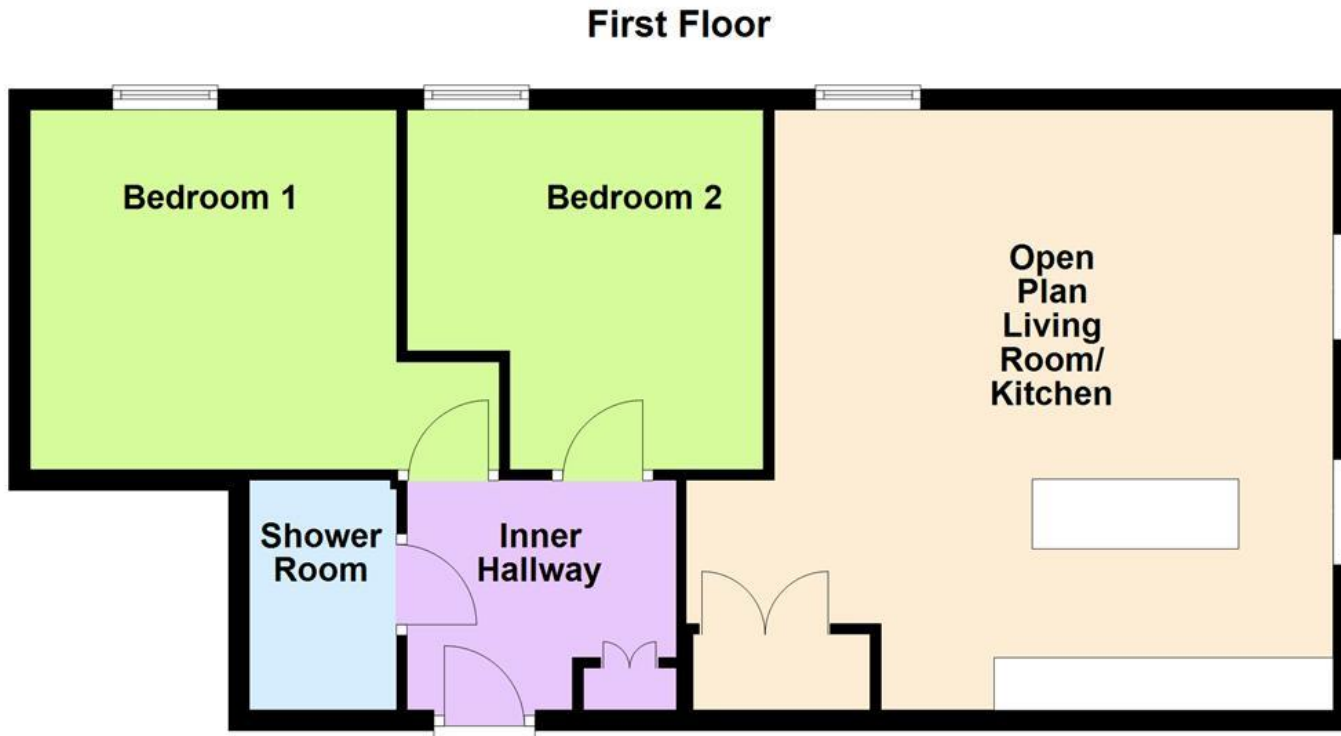 First Floor
Bedroom 1
Bedroom 2
Open
Plan
Living
Room/
Kitchen
Shower
Room
Inner
Hallway